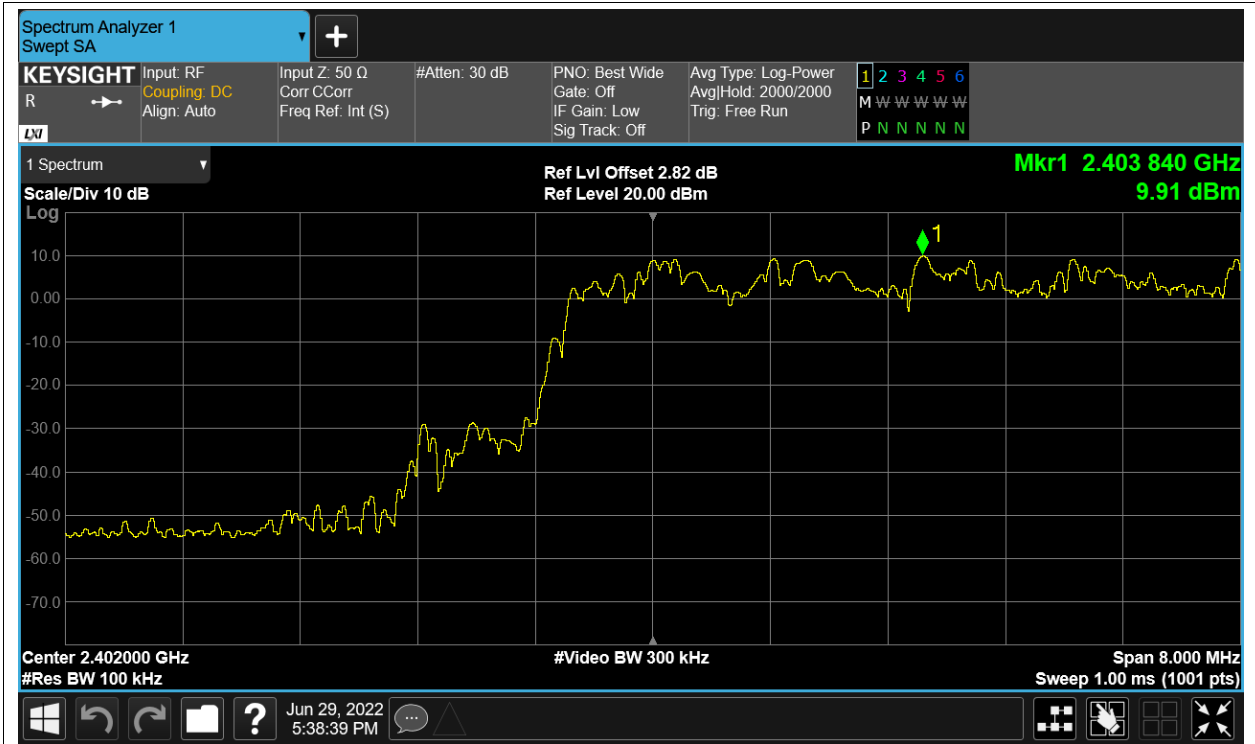 Spectrum Analyzer 1
Swept SA
KEYSIGHT
R
LXI
Input: RF
Coupling: DC
Align: Auto
Input Z: 50 Ω
Corr CCorr
Freq Ref: Int (S)
#Atten: 30 dB
PNO: Best Wide
Gate: Off
IF Gain: Low
Sig Track: Off
Avg Type: Log-Power
Avg|Hold: 2000/2000
Trig: Free Run
1 2 3 4 5 6
M W W W W W
P N N N N N
1 Spectrum
Scale/Div 10 dB
Log
Ref Lvl Offset 2.82 dB
Ref Level 20.00 dBm
Mkr1 2.403 840 GHz
9.91 dBm
1
10.0
0.00
-10.0
-20.0
-30.0
-40.0
-50.0
-60.0
-70.0
Center 2.402000 GHz
#Video BW 300 kHz
Span 8.000 MHz
#Res BW 100 kHz
Sweep 1.00 ms (1001 pts)
?
Jun 29, 2022
5:38:39 PM